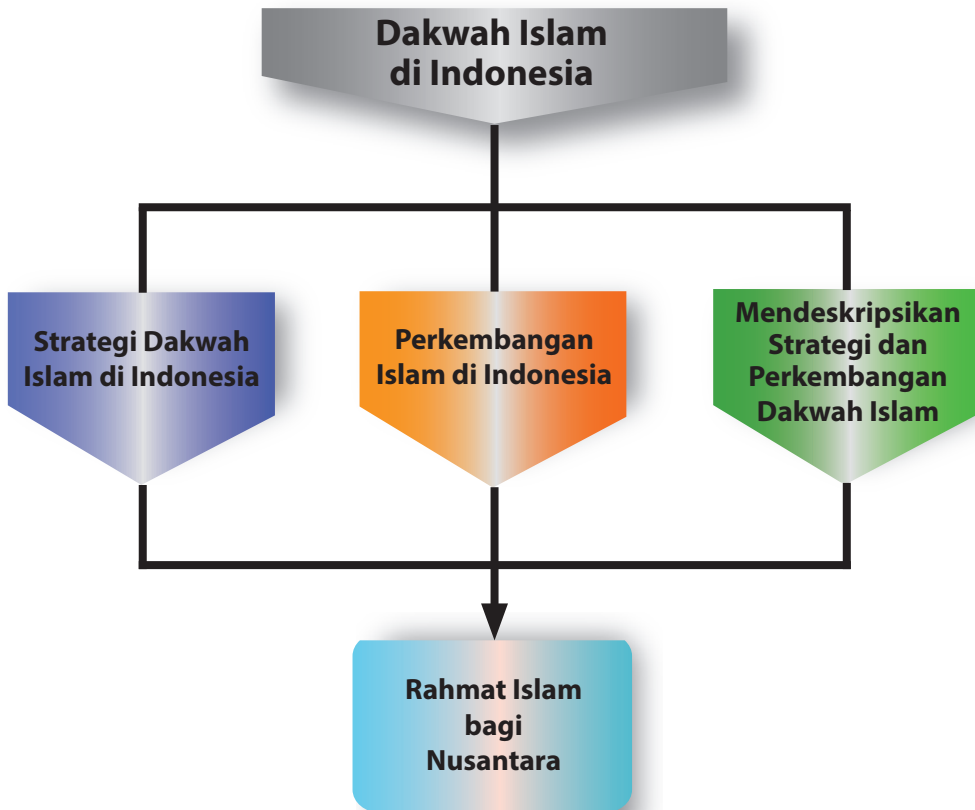 Dakwah Islam
di Indonesia
Strategi Dakwah
Islam di Indonesia
Perkembangan
Islam di Indonesia
Mendeskripsikan
Strategi dan
Perkembangan
Dakwah Islam
Rahmat Islam
bagi
Nusantara